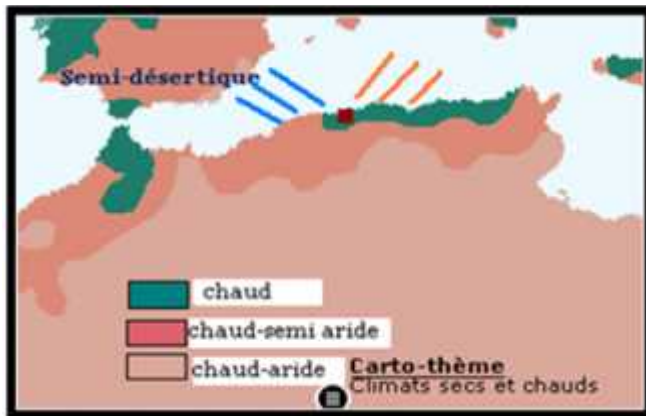 Semi-désertique
chaud
chaud-semi aride
chaud-aride
Carto-thème
Climats secs et chauds